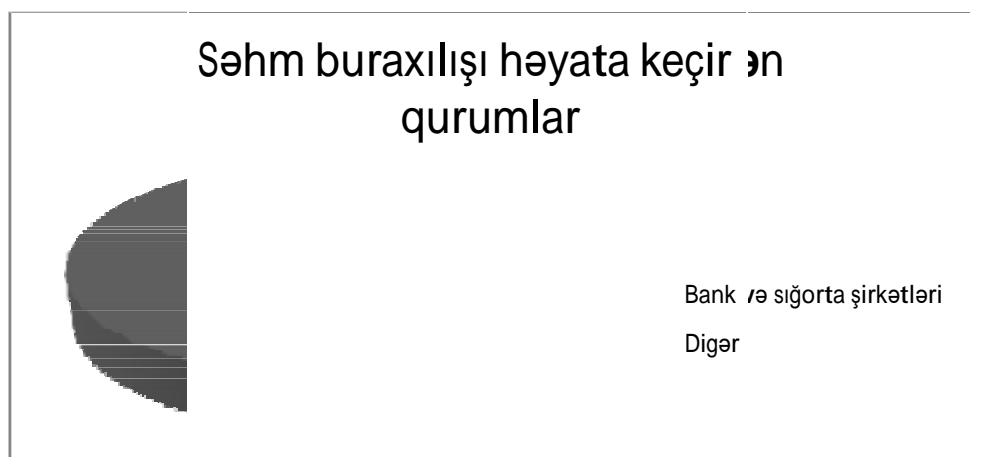 Səhm buraxılışı həyata keçirən
qurumlar
Bank və sığorta şirkətləri
Digər